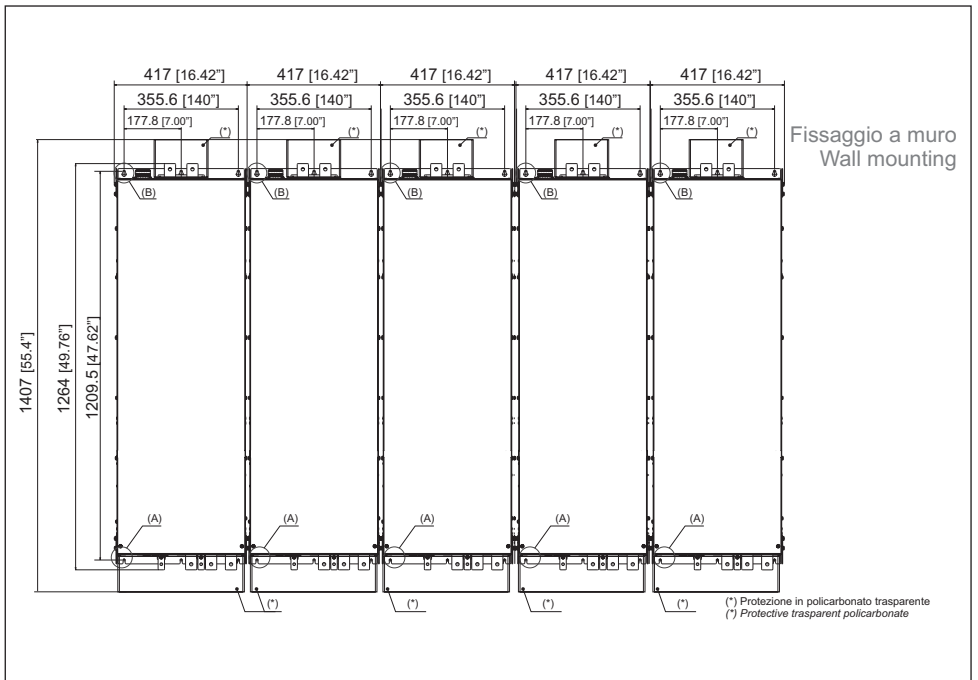 417 [16.42”] 417 [16.42”] 417 [16.42”] 417 [16.42”] 417 [16.42”]
355.6 [140”] 355.6 [140”] 355.6 [140”] 355.6 [140”] 355.6 [140”]
177.8 [7.00”] 177.8 [7.00”] 177.8 [7.00”] 177.8 [7.00”] 177.8 [7.00”]
(*) (*) (*) (*) (*)
Fissaggio a muro
Wall mounting
(B) (B) (B) (B) (B)
1407 [55.4”]
1264 [49.76”]
1209.5 [47.62”]
(A) (A) (A) (A) (A)
(*) (*) (*) (*) (*)
(*) Protezione in policarbonato trasparente
(*) Protective trasparent policarbonate